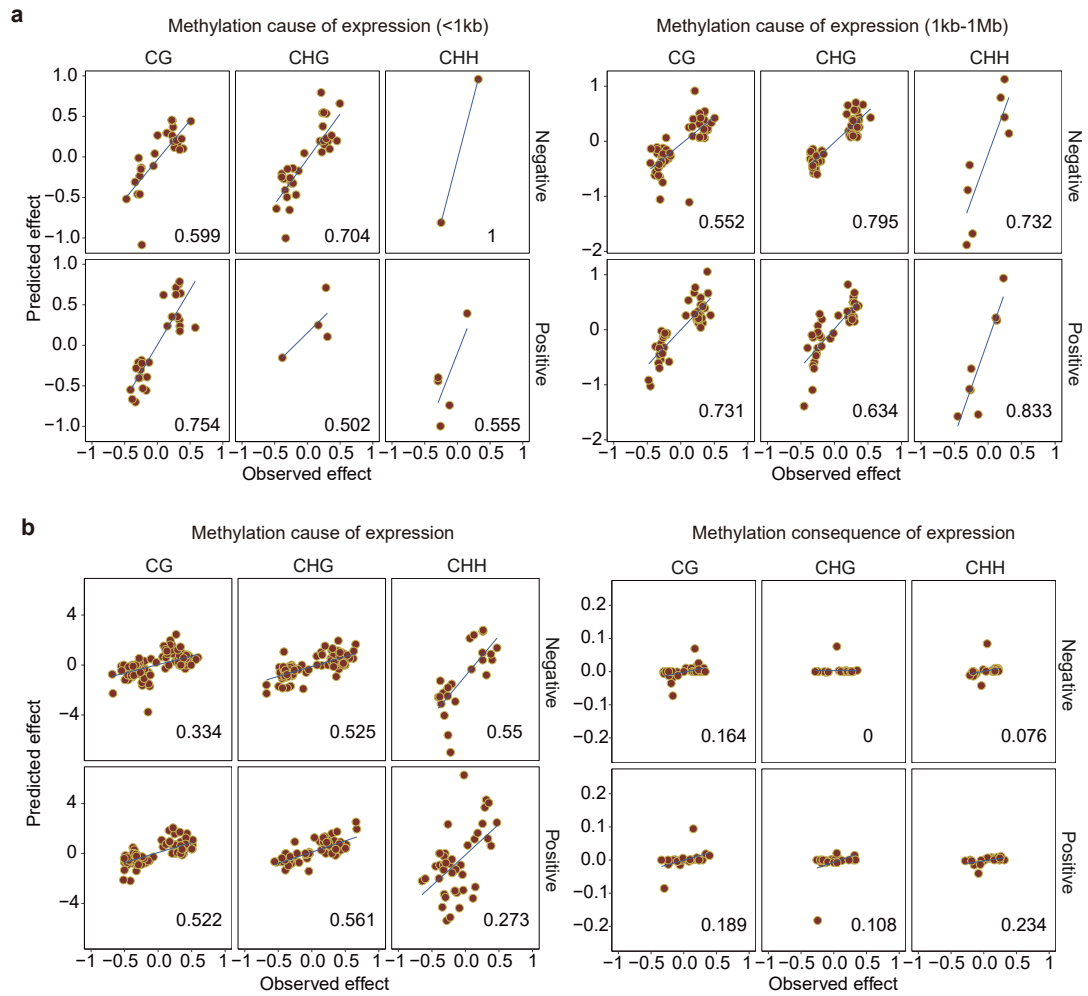 a
Methylation cause of expression (<1kb)
Methylation cause of expression (1kb-1Mb)
CG CHG CHH
CG CHG CHH
Predicted effect
1.0
0.5
0.0
−0.5
−1.0
0.599 0.704 1
Negative
1
0
−1
−2
0.552 0.795 0.732
Negative
1.0
0.5
0.0
−0.5
−1.0
0.754 0.502 0.555
Positive
1
0
−1
−2
0.731 0.634 0.833
Positive
−1 −0.5 0.0 0.5 1 −1 −0.5 0.0 0.5 1 −1 −0.5 0.0 0.5 1
Observed effect
−1 −0.5 0.0 0.5 1 −1 −0.5 0.0 0.5 1 −1 −0.5 0.0 0.5 1
Observed effect
b
Methylation cause of expression
Methylation consequence of expression
CG CHG CHH
CG CHG CHH
Predicted effect
4
0
−4
0.334 0.525 0.55
Negative
0.2
0.1
0.0
−0.1
−0.2
0.164 0 0.076
Negative
4
0
−4
0.522 0.561 0.273
Positive
0.2
0.1
0.0
−0.1
−0.2
0.189 0.108 0.234
Positive
−1 −0.5 0.0 0.5 1 −1 −0.5 0.0 0.5 1 −1 −0.5 0.0 0.5 1
Observed effect
−1 −0.5 0.0 0.5 1 −1 −0.5 0.0 0.5 1 −1 −0.5 0.0 0.5 1
Observed effect